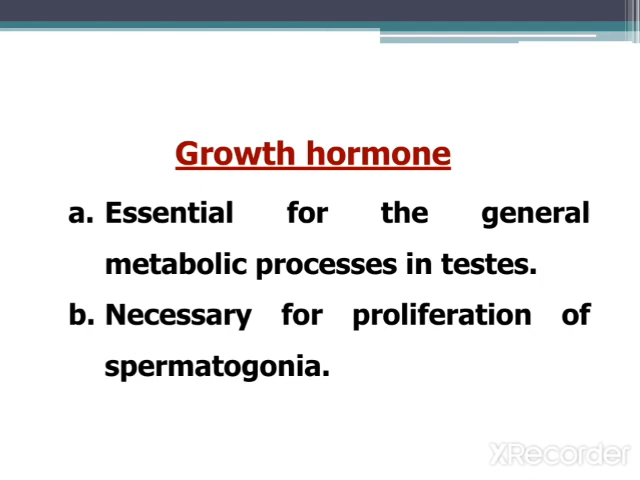 Growth hormone
a. Essential for the general
metabolic processes in testes.
b. Necessary for proliferation of
spermatogonia.
XRecorder